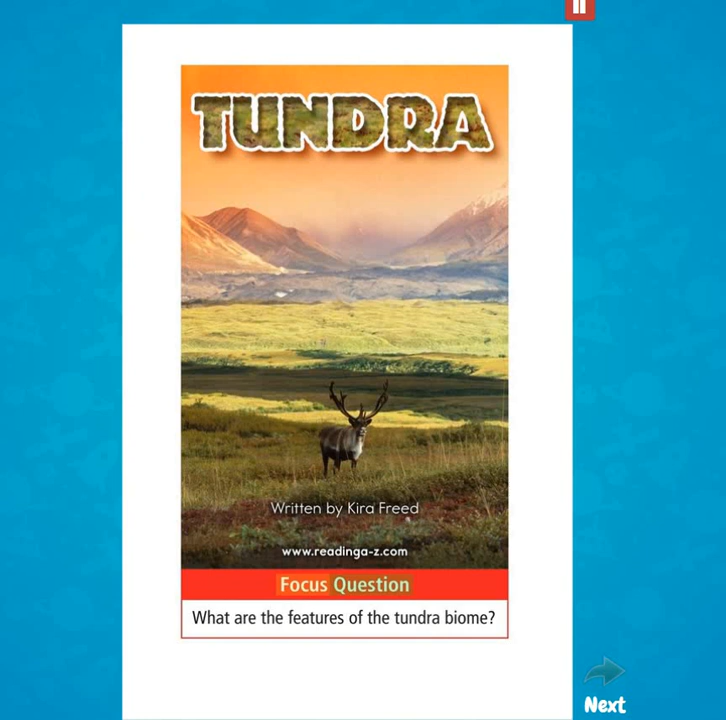 TUNDRA
Written by Kira Freed
www.readinga-z.com
Focus Question
What are the features of the tundra biome?
Next